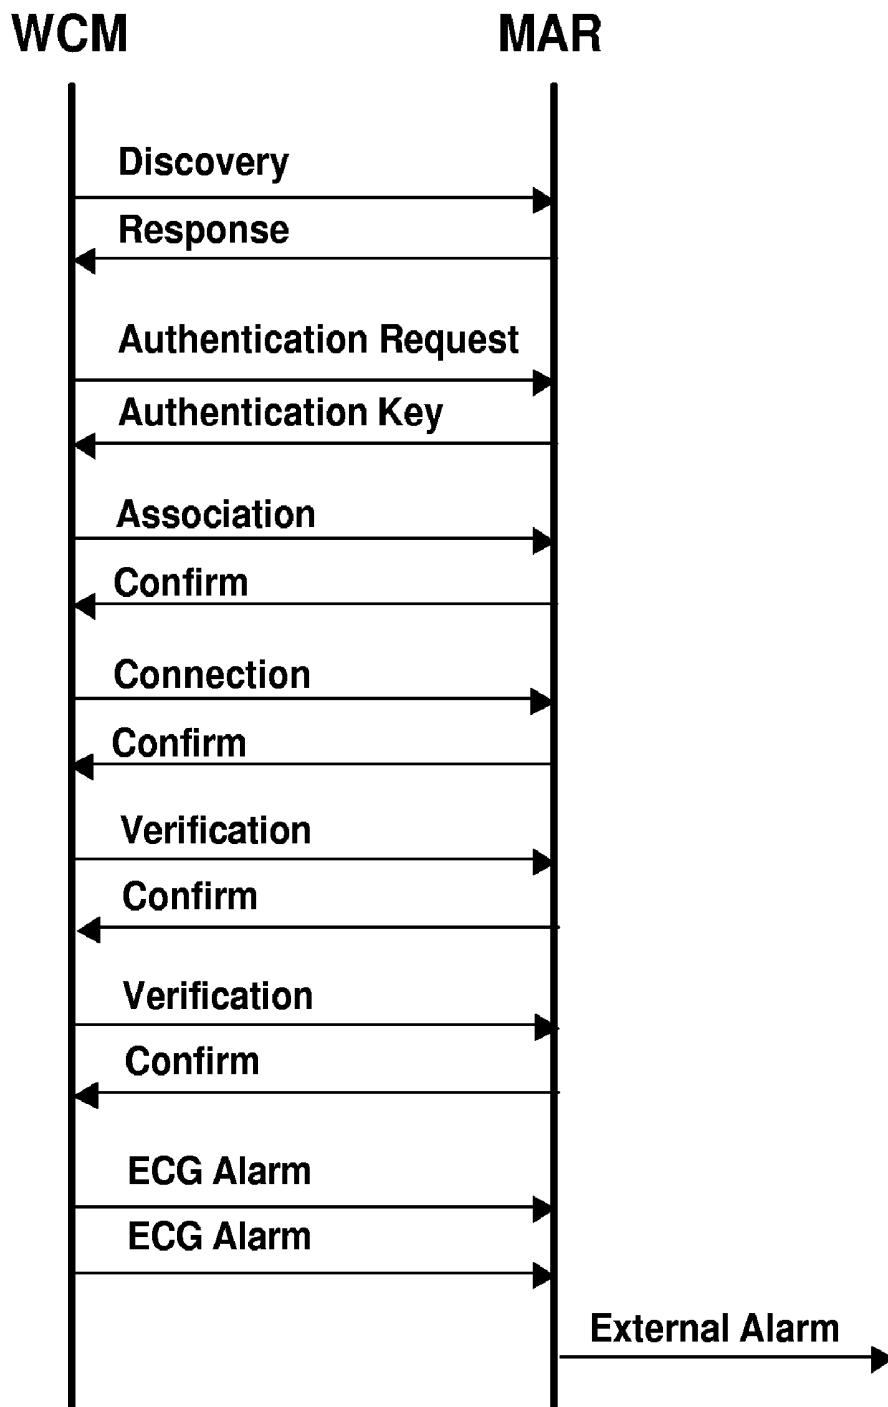 WCM MAR
Discovery
Response
Authentication Request
Authentication Key
Association
Confirm
Connection
Confirm
Verification
Confirm
Verification
Confirm
ECG Alarm
ECG Alarm
External Alarm